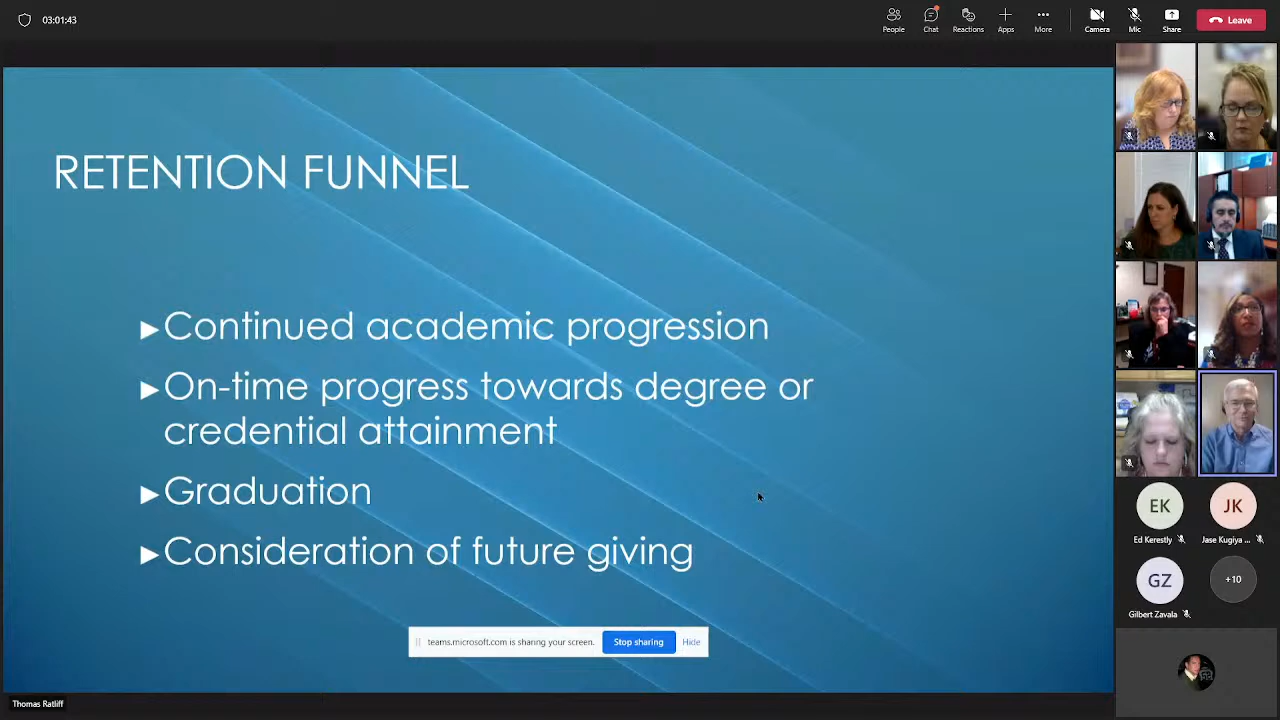 03:01:43
People
Chat
Reactions
Apps
More
Camera
Mic
Share
Leave
RETENTION FUNNEL
▶Continued academic progression
▶On-time progress towards degree or
credential attainment
▶Graduation
▶Consideration of future giving
teams.microsoft.com is sharing your screen.
Stop sharing
Hide
EK
JK
Ed Kerestly
Jase Kugiya ...
GZ
+10
Gilbert Zavala
Thomas Ratliff